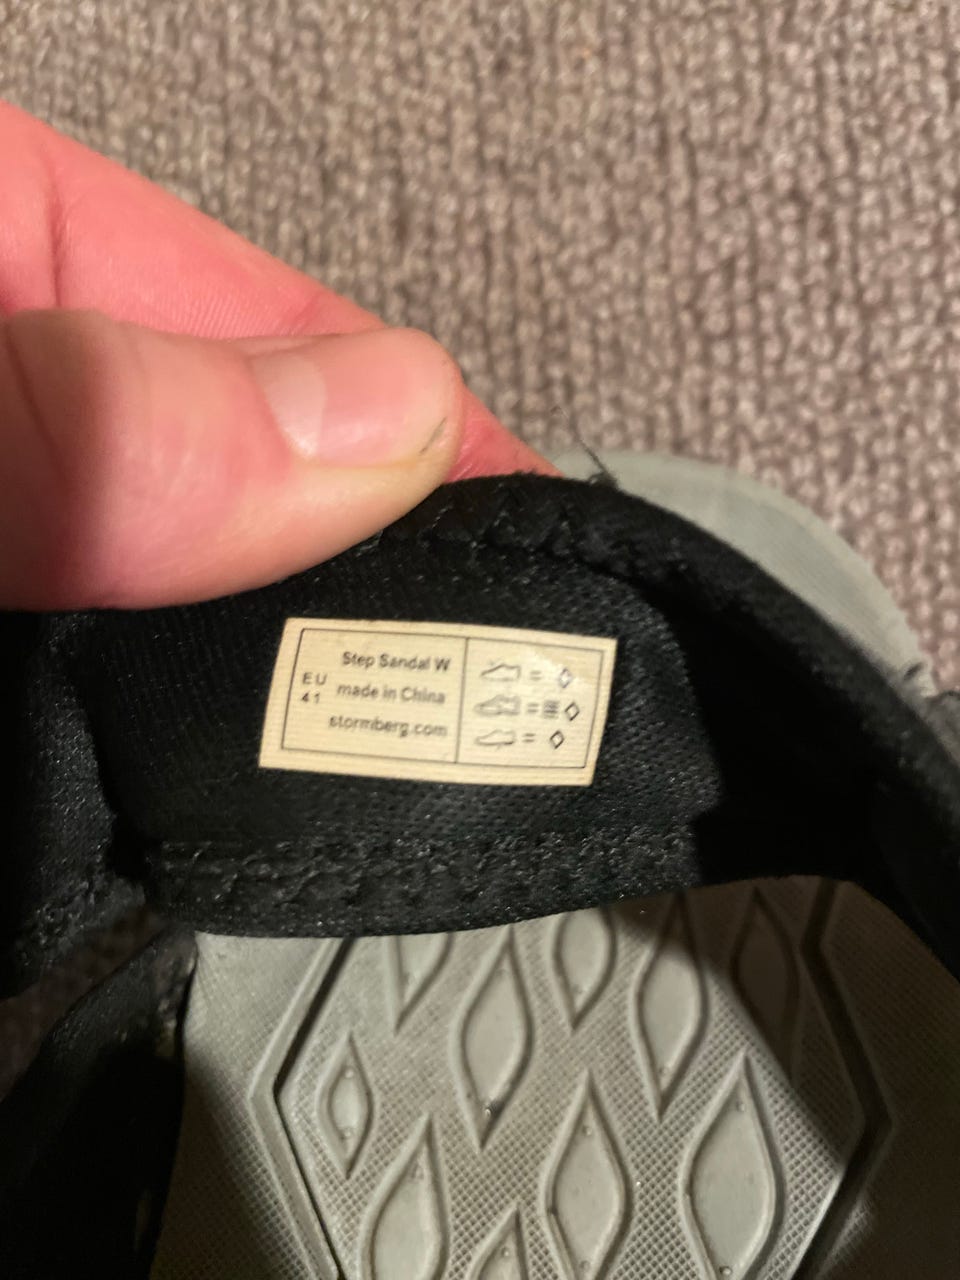 EU
41
Step Sandal W
made in China
stormberg.com